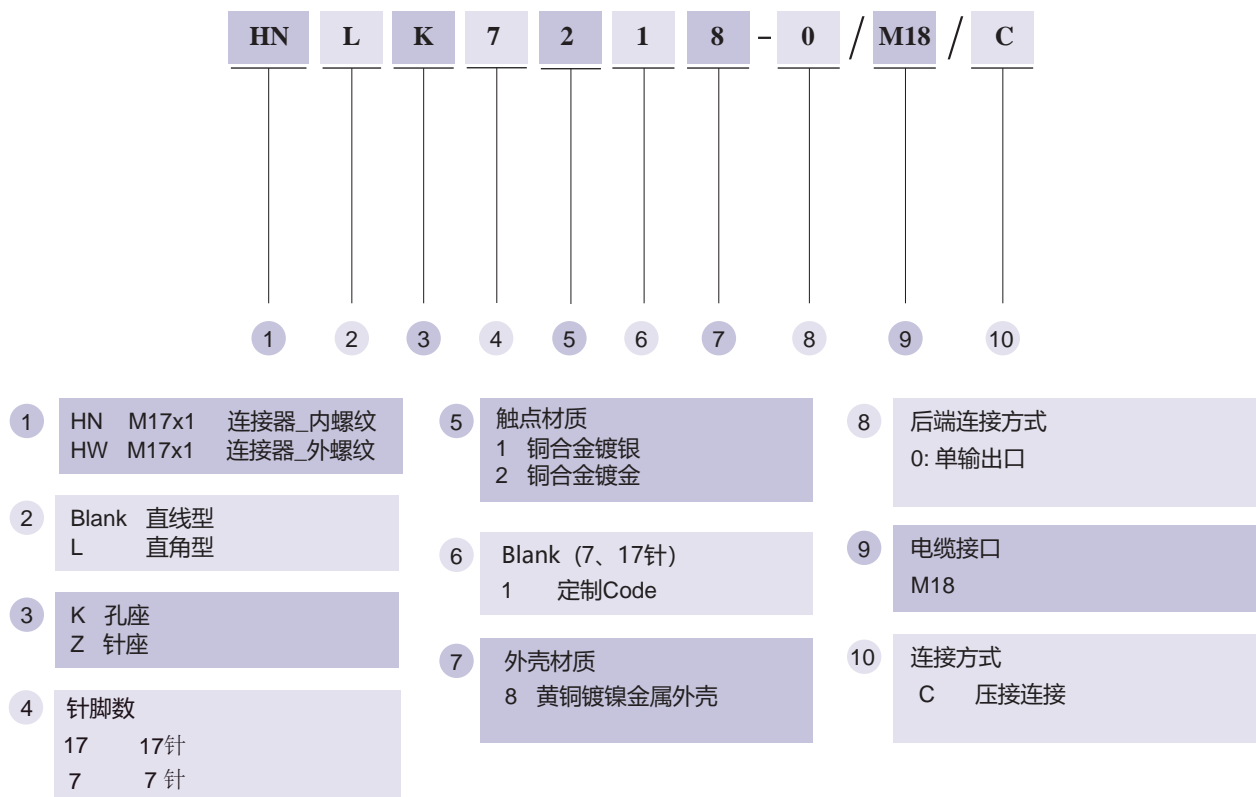 HN L K 7 2 1 8 - 0 / M18 / C
1 2 3 4 5 6 7 8 9 10
1
HN M17x1 连接器_内螺纹
HW M17x1 连接器_外螺纹
2
Blank 直线型
L 直角型
3
K 孔座
Z 针座
4
针脚数
17 17针
7 7 针
5
触点材质
1 铜合金镀银
2 铜合金镀金
6
Blank (7、17针)
1 定制Code
7
外壳材质
8 黄铜镀镍金属外壳
8
后端连接方式
0: 单输出口
9
电缆接口
M18
10
连接方式
C 压接连接